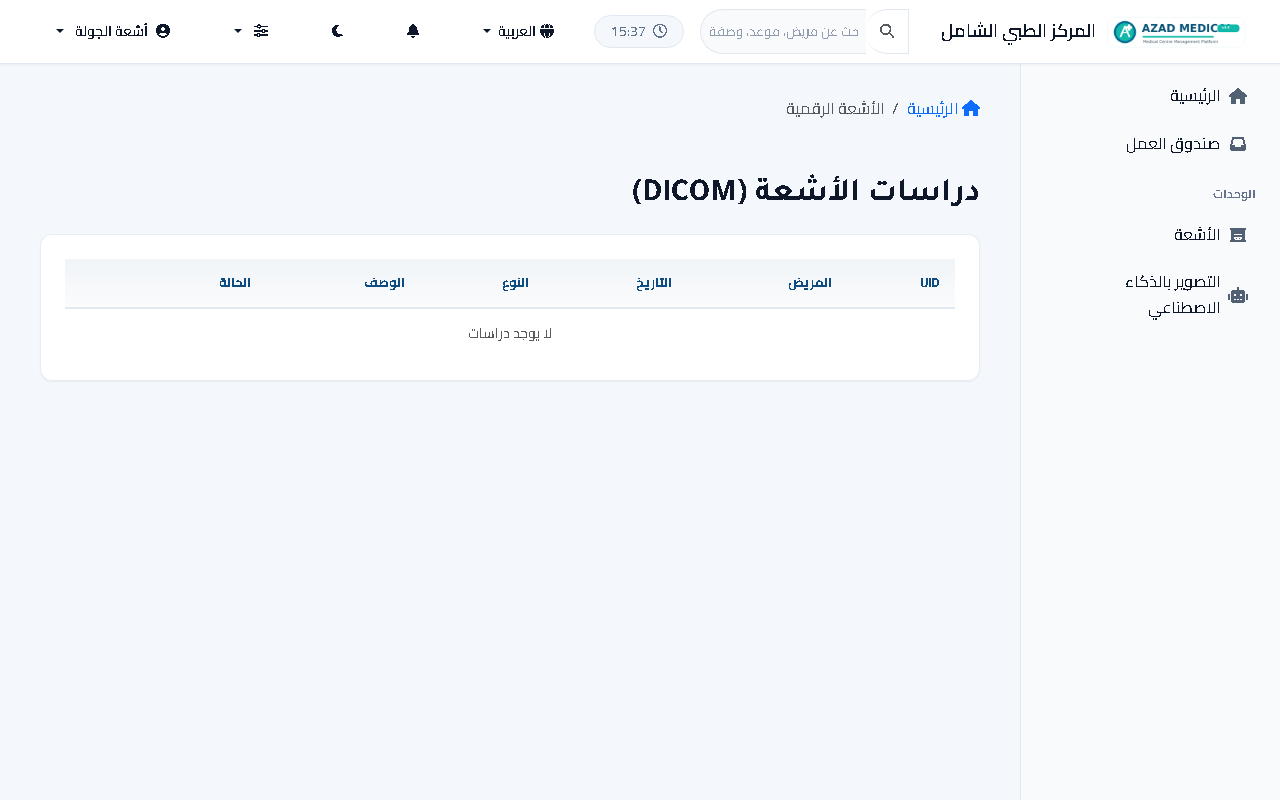 AZAD MEDIC
Medical Centre Management Platform
المركز الطبي الشامل
حث عن مريض، موعد، وصفة
15:37
العربية
أشعة الجولة
الرئيسية
صندوق العمل
الوحدات
الأشعة
التصوير بالذكاء
الاصطناعي
الرئيسية / الأشعة الرقمية
دراسات الأشعة (DICOM)
UID المريض التاريخ النوع الوصف الحالة
لا يوجد دراسات